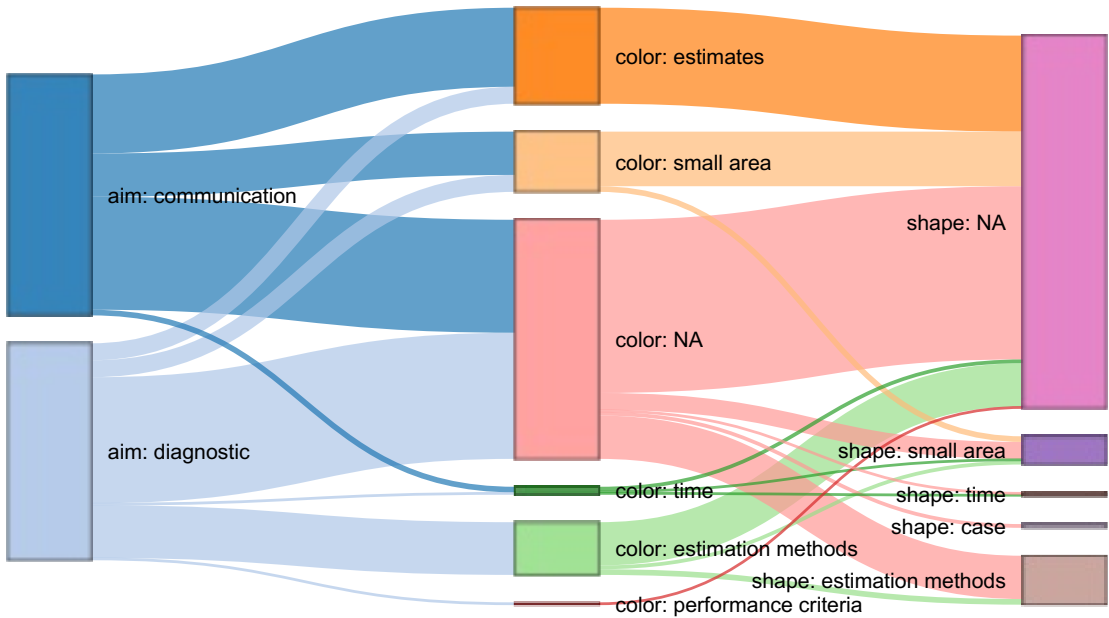 aim: communication
aim: diagnostic
color: estimates
color: small area
color: NA
color: time
color: estimation methods
color: performance criteria
shape: NA
shape: small area
shape: time
shape: case
shape: estimation methods